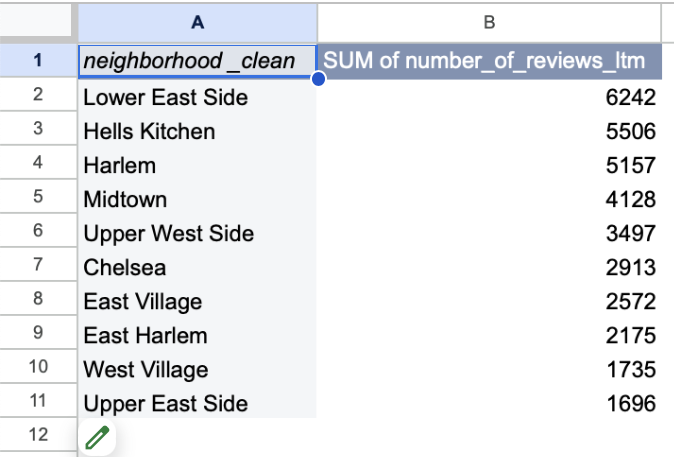 A B
1 neighborhood _clean SUM of number_of_reviews_ltm
2 Lower East Side 6242
3 Hells Kitchen 5506
4 Harlem 5157
5 Midtown 4128
6 Upper West Side 3497
7 Chelsea 2913
8 East Village 2572
9 East Harlem 2175
10 West Village 1735
11 Upper East Side 1696
12